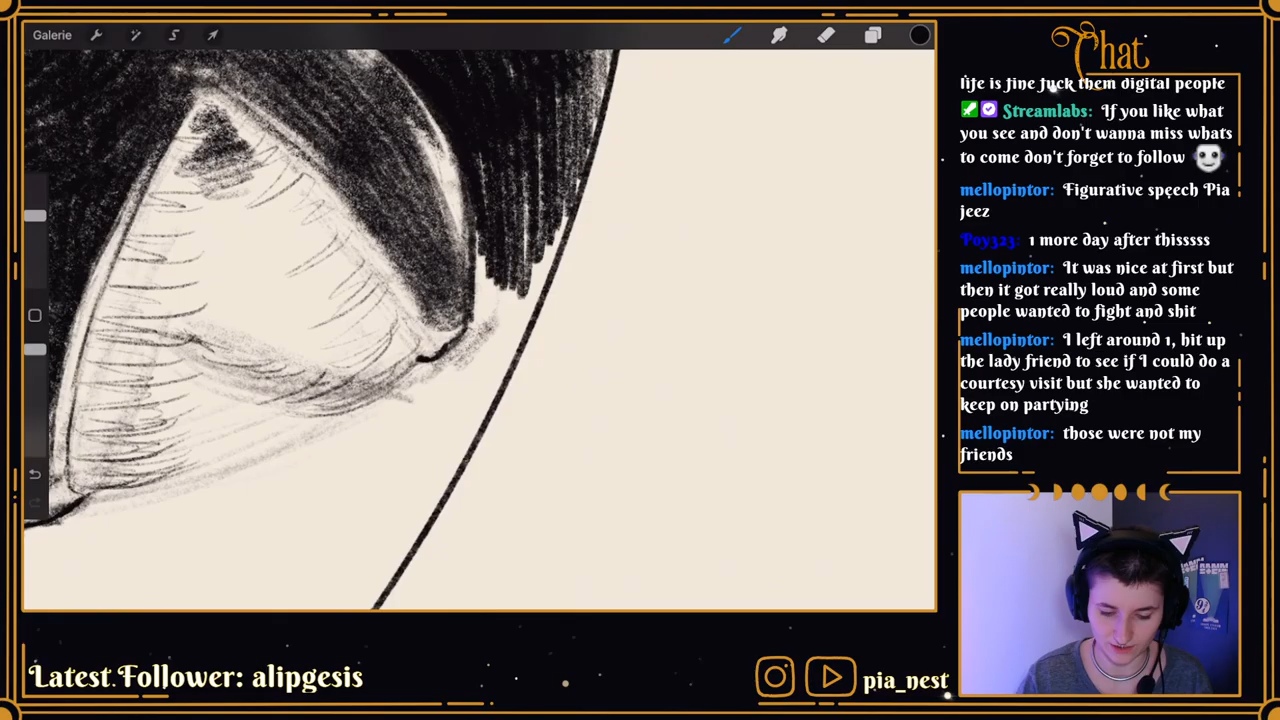 Galerie
Chat
life is fine fuck them digital people
Streamlabs: If you like what
you see and don't wanna miss whats
to come don't forget to follow
mellopintor: Figurative speech Pia
jeez
Poy323: 1 more day after thisssss
mellopintor: It was nice at first but
then it got really loud and some
people wanted to fight and shit
mellopintor: I left around 1, hit up
the lady friend to see if I could do a
courtesy visit but she wanted to
keep on partying
mellopintor: those were not my
friends
Latest Follower: alipgesis
pia_nest